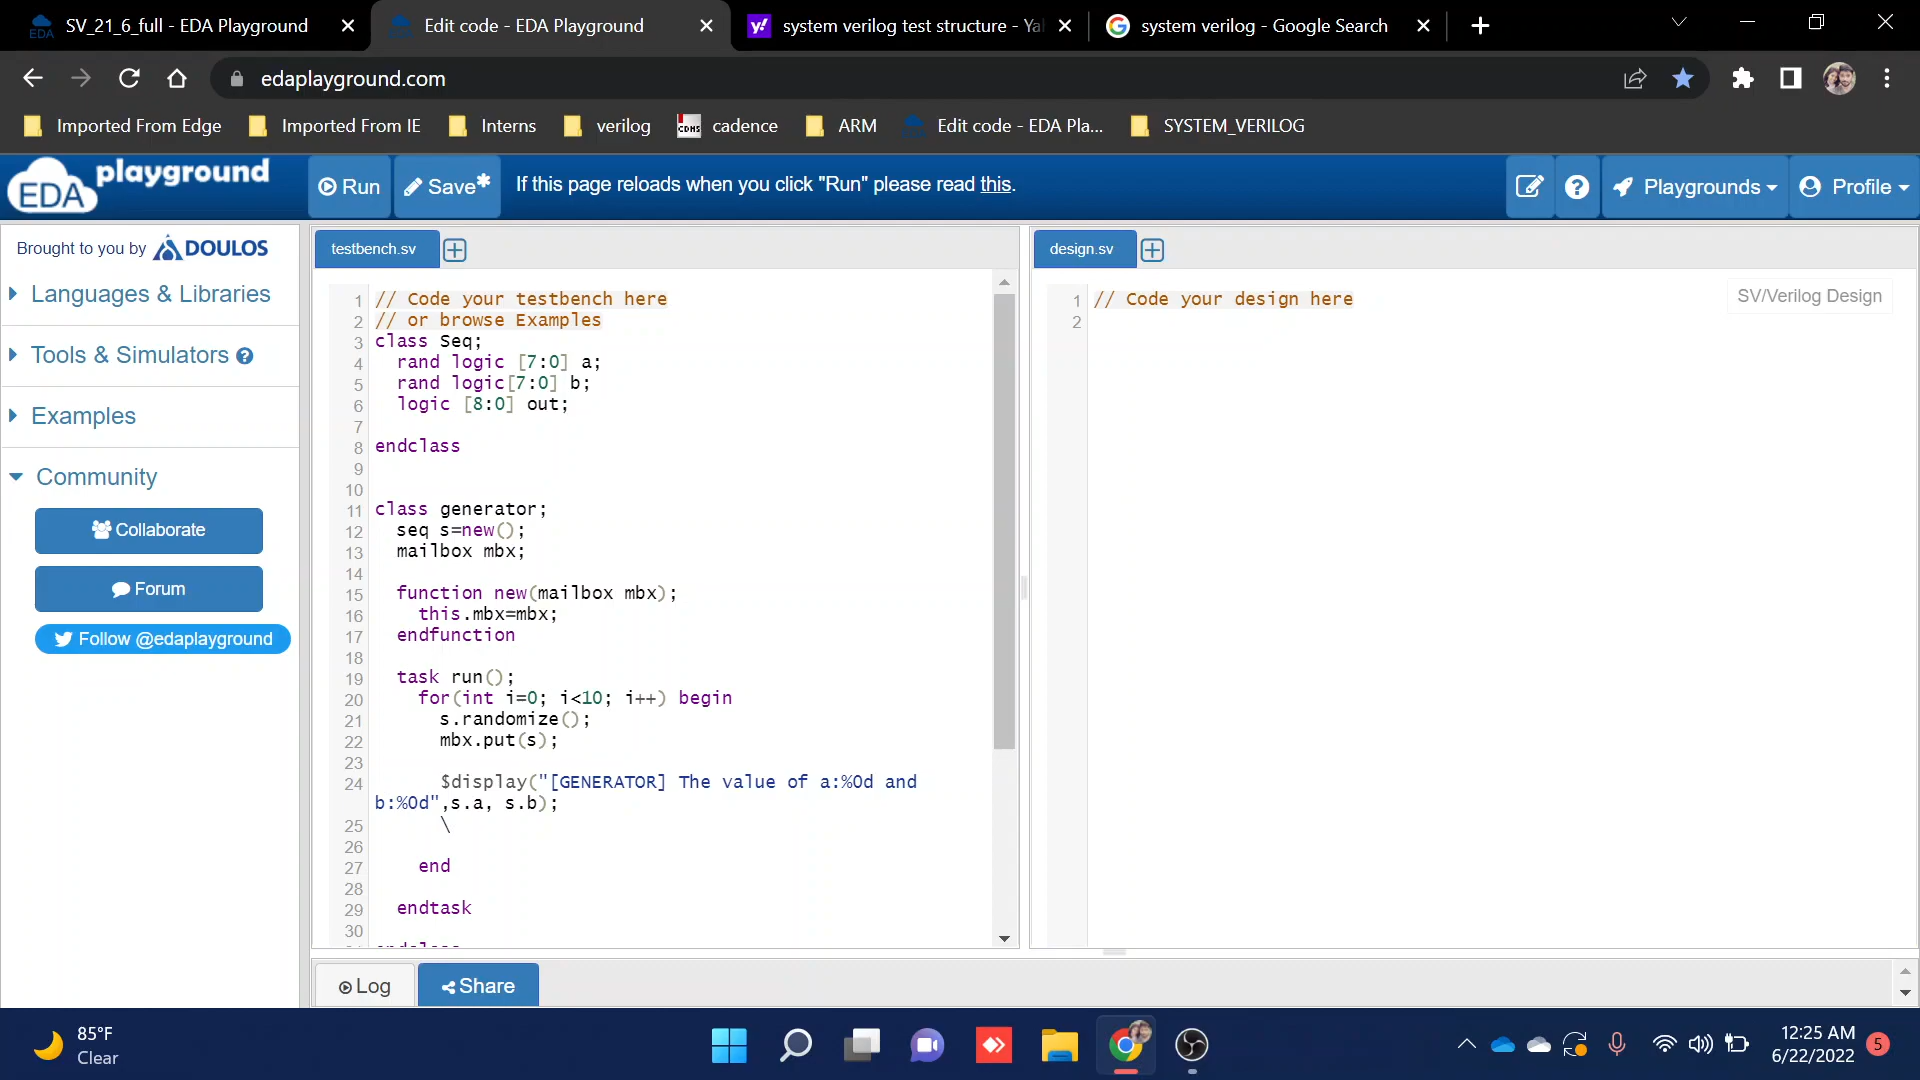 SV_21_6_full - EDA Playground
Edit code - EDA Playground
system verilog test structure - Ya
system verilog - Google Search
edaplayground.com
Imported From Edge
Imported From IE
Interns
verilog
cadence
ARM
Edit code - EDA Pla...
SYSTEM_VERILOG
EDA playground
Run
Save*
If this page reloads when you click "Run" please read this.
Playgrounds
Profile
Brought to you by DOULOS
Languages & Libraries
Tools & Simulators
Examples
Community
Collaborate
Forum
Follow @edaplayground
testbench.sv
1 // Code your testbench here
2 // or browse Examples
3 class Seq;
4 rand logic [7:0] a;
5 rand logic[7:0] b;
6 logic [8:0] out;
7
8 endclass
9
10
11 class generator;
12 seq s=new();
13 mailbox mbx;
14
15 function new(mailbox mbx);
16 this.mbx=mbx;
17 endfunction
18
19 task run();
20 for(int i=0; i<10; i++) begin
21 s.randomize();
22 mbx.put(s);
23
24 $display("[GENERATOR] The value of a:%0d and
b:%0d",s.a, s.b);
25 \
26
27 end
28
29 endtask
30
design.sv
1 // Code your design here
2
SV/Verilog Design
Log
Share
85°F
Clear
12:25 AM
6/22/2022
5